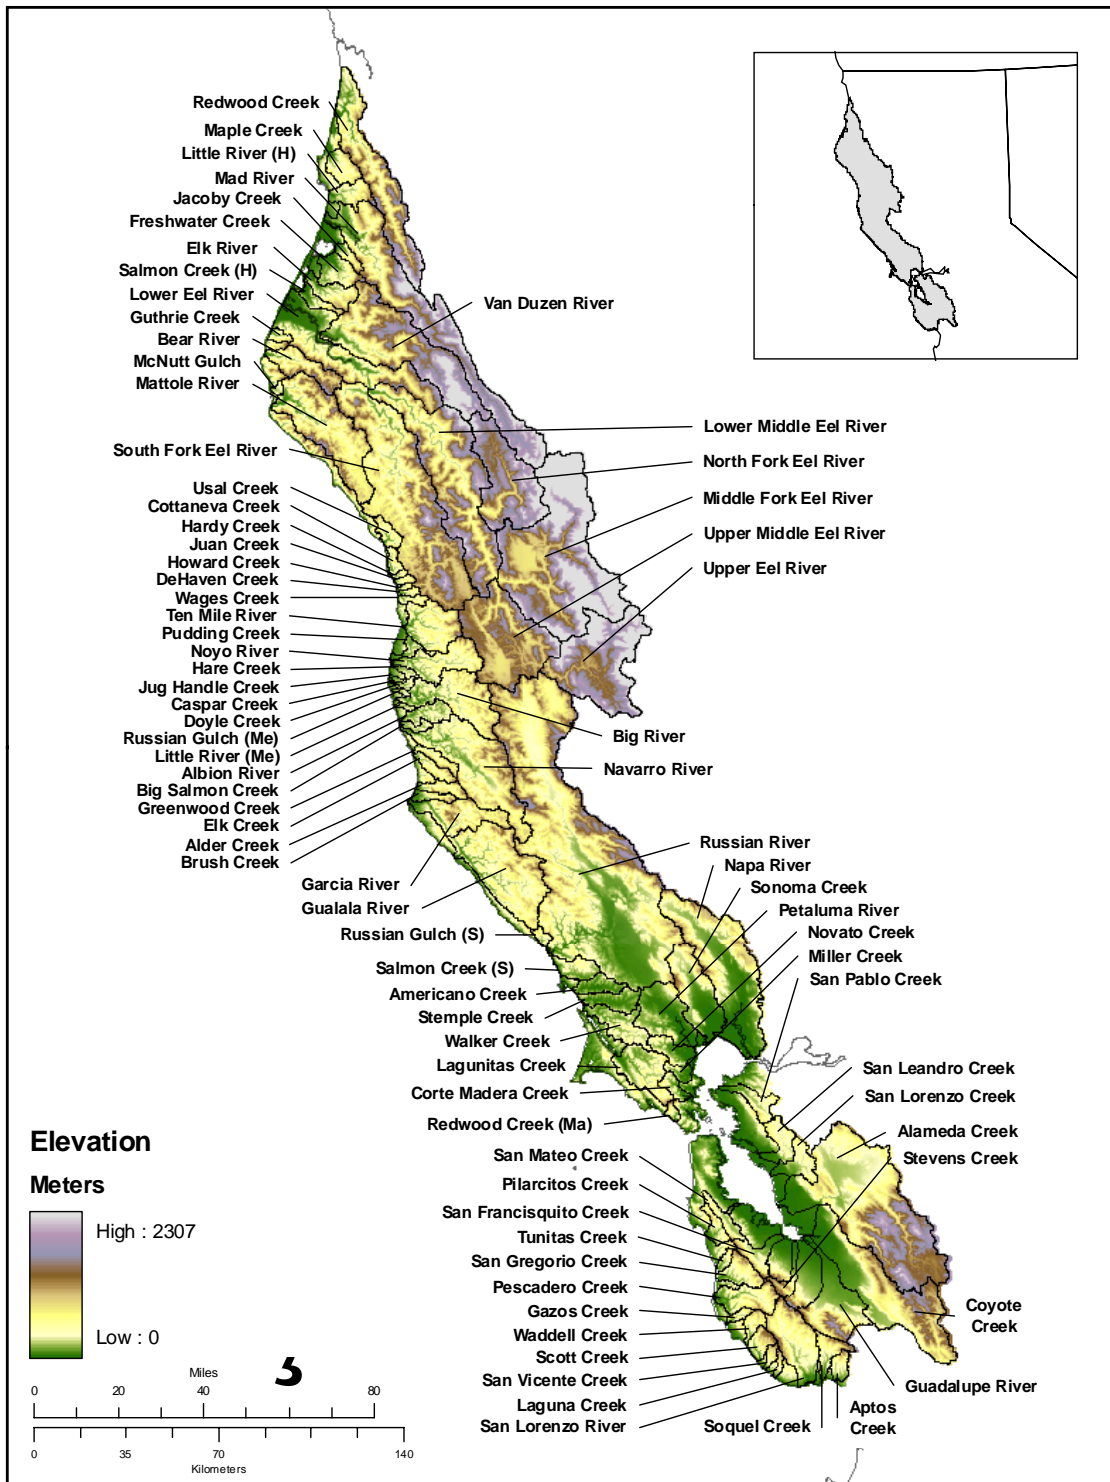 Redwood Creek
Maple Creek
Little River (H)
Mad River
Jacoby Creek
Freshwater Creek
Elk River
Salmon Creek (H)
Lower Eel River
Guthrie Creek
Bear River
McNutt Gulch
Mattole River
South Fork Eel River
Usal Creek
Cottaneva Creek
Hardy Creek
Juan Creek
Howard Creek
DeHaven Creek
Wages Creek
Ten Mile River
Pudding Creek
Noyo River
Hare Creek
Jug Handle Creek
Caspar Creek
Doyle Creek
Russian Gulch (Me)
Little River (Me)
Albion River
Big Salmon Creek
Greenwood Creek
Elk Creek
Alder Creek
Brush Creek
Garcia River
Gualala River
Russian Gulch (S)
Salmon Creek (S)
Americano Creek
Stemple Creek
Walker Creek
Lagunitas Creek
Corte Madera Creek
Redwood Creek (Ma)
San Mateo Creek
Pilarcitos Creek
San Francisquito Creek
Tunitas Creek
San Gregorio Creek
Pescadero Creek
Gazos Creek
Waddell Creek
Scott Creek
San Vicente Creek
Laguna Creek
San Lorenzo River
Van Duzen River
Lower Middle Eel River
North Fork Eel River
Middle Fork Eel River
Upper Middle Eel River
Upper Eel River
Big River
Navarro River
Russian River
Napa River
Sonoma Creek
Petaluma River
Novato Creek
Miller Creek
San Pablo Creek
San Leandro Creek
San Lorenzo Creek
Alameda Creek
Stevens Creek
Coyote
Creek
Guadalupe River
Aptos
Creek
Soquel Creek
Elevation
Meters
High : 2307
Low : 0
Miles
0 20 40 80
0 35 70 140
Kilometers